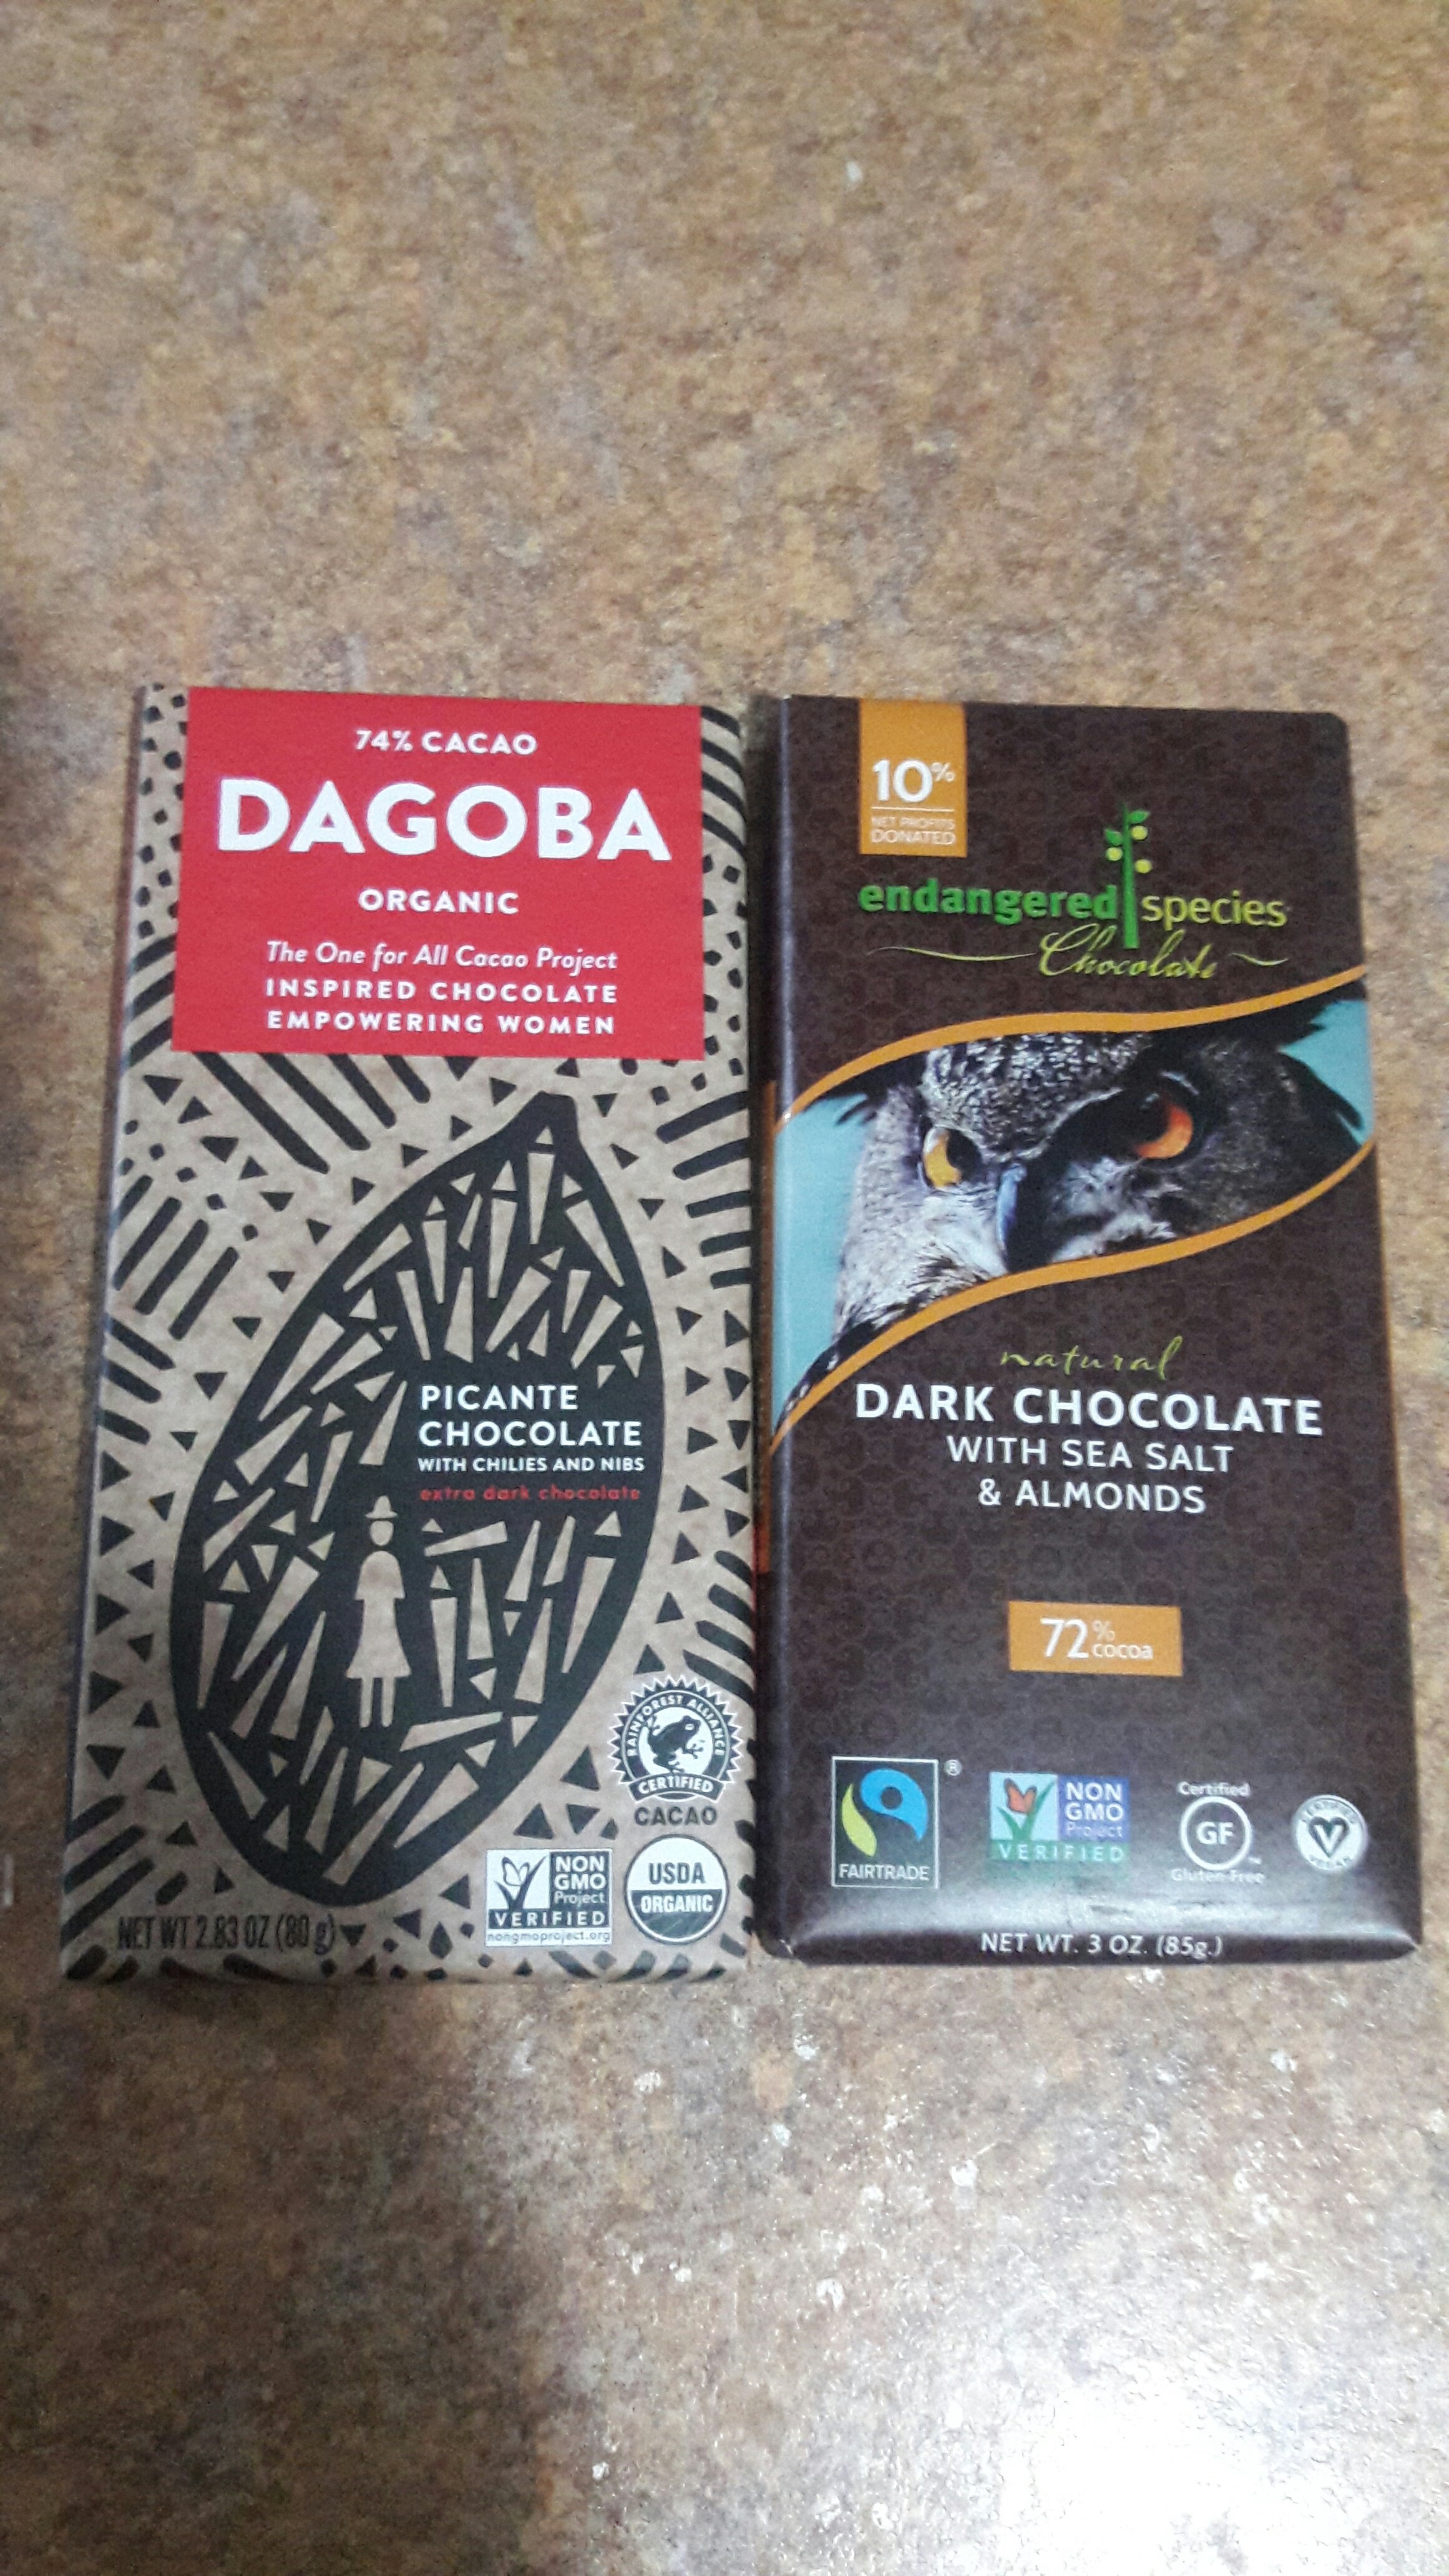 74% CACAO
DAGOBA
ORGANIC
The One for All Cacao Project
INSPIRED CHOCOLATE
EMPOWERING WOMEN
PICANTE
CHOCOLATE
WITH CHILIES AND NIBS
extra dark chocolate
RAINFOREST ALLIANCE
CERTIFIED
CACAO
NON
GMO
Project
VERIFIED
nongmoproject.org
USDA
ORGANIC
NET WT 2.83 OZ (80 g)
10%
NET PROFITS
DONATED
endangered species
Chocolate
natural
DARK CHOCOLATE
WITH SEA SALT
& ALMONDS
72% cocoa
FAIRTRADE
®
NON
GMO
Project
VERIFIED
Certified
GF
Gluten-Free
CERTIFIED
VEGAN
NET WT. 3 OZ. (85g.)